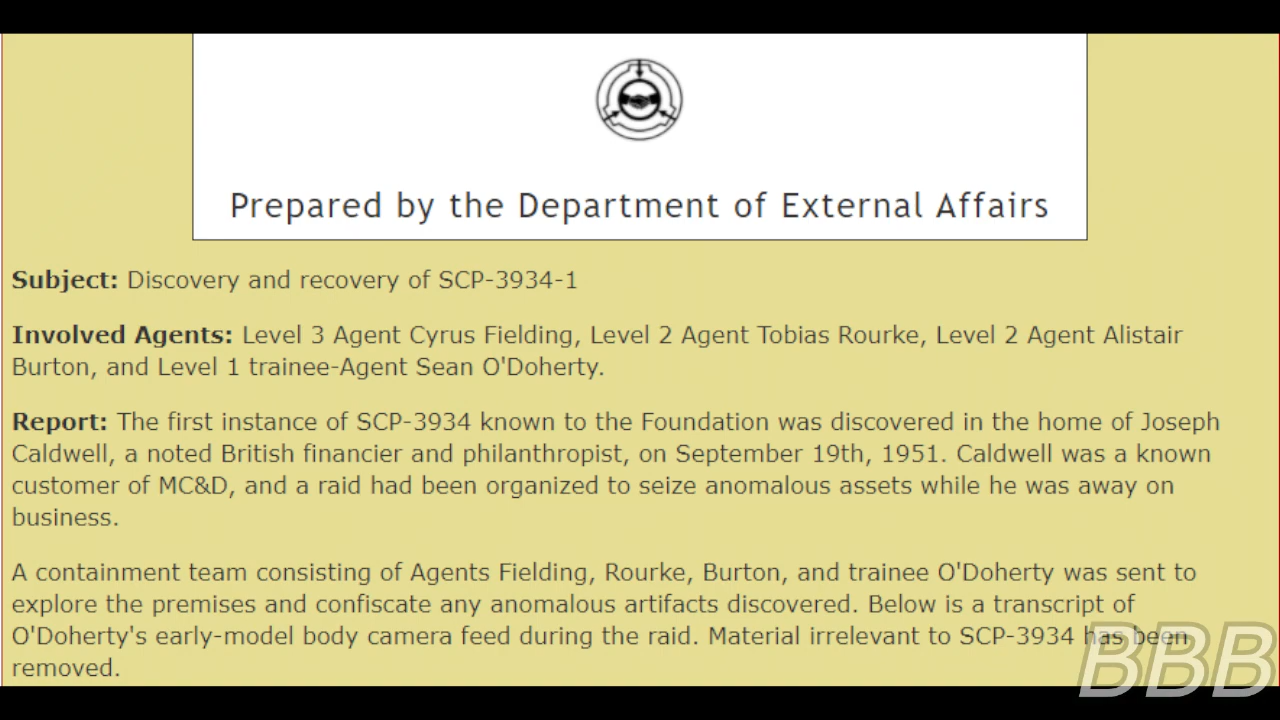 Prepared by the Department of External Affairs
Subject: Discovery and recovery of SCP-3934-1
Involved Agents: Level 3 Agent Cyrus Fielding, Level 2 Agent Tobias Rourke, Level 2 Agent Alistair
Burton, and Level 1 trainee-Agent Sean O'Doherty.
Report: The first instance of SCP-3934 known to the Foundation was discovered in the home of Joseph
Caldwell, a noted British financier and philanthropist, on September 19th, 1951. Caldwell was a known
customer of MC&D, and a raid had been organized to seize anomalous assets while he was away on
business.
A containment team consisting of Agents Fielding, Rourke, Burton, and trainee O'Doherty was sent to
explore the premises and confiscate any anomalous artifacts discovered. Below is a transcript of
O'Doherty's early-model body camera feed during the raid. Material irrelevant to SCP-3934 has been
removed.
BBB